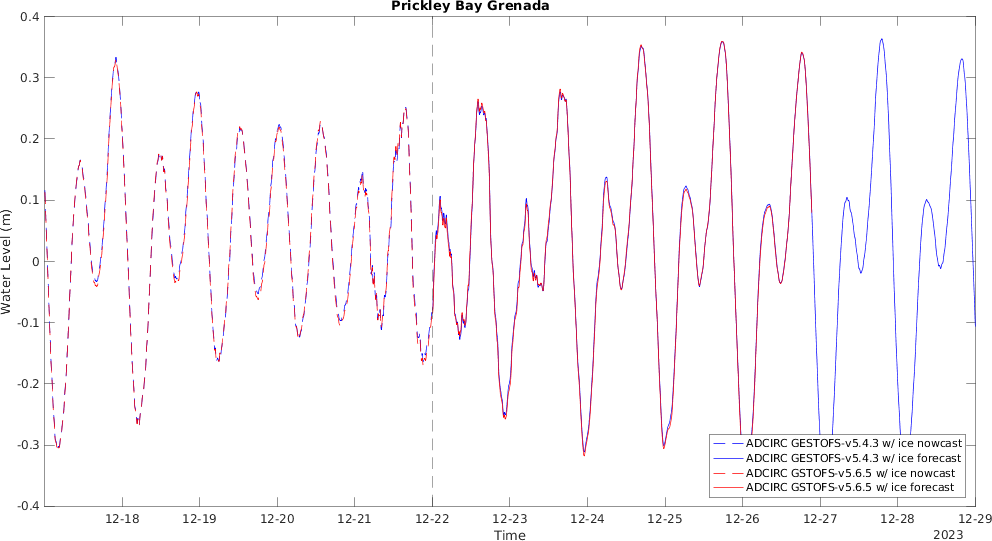 Prickley Bay Grenada
0.4
0.3
0.2
0.1
0
-0.1
-0.2
-0.3
-0.4
Water Level (m)
ADCIRC GESTOFS-v5.4.3 w/ ice nowcast
ADCIRC GESTOFS-v5.4.3 w/ ice forecast
ADCIRC GSTOFS-v5.6.5 w/ ice nowcast
ADCIRC GSTOFS-v5.6.5 w/ ice forecast
12-18 12-19 12-20 12-21 12-22 12-23 12-24 12-25 12-26 12-27 12-28 12-29
Time
2023